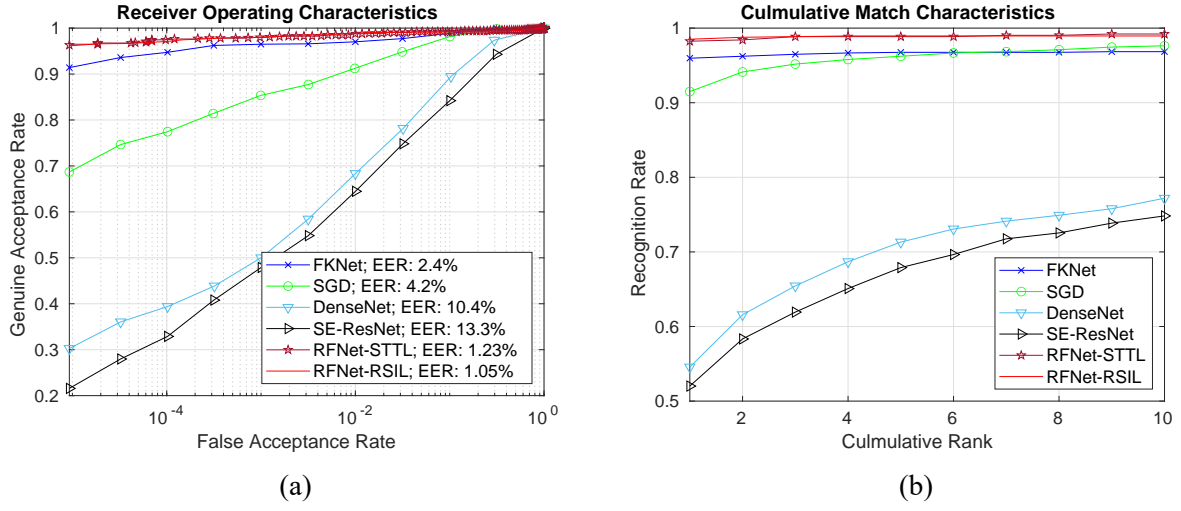 Receiver Operating Characteristics
Genuine Acceptance Rate
1
0.9
0.8
0.7
0.6
0.5
0.4
0.3
0.2
FKNet; EER: 2.4%
SGD; EER: 4.2%
DenseNet; EER: 10.4%
SE-ResNet; EER: 13.3%
RFNet-STTL; EER: 1.23%
RFNet-RSIL; EER: 1.05%
10^-4
10^-2
10^0
False Acceptance Rate
(a)
Culmulative Match Characteristics
Recognition Rate
1
0.9
0.8
0.7
0.6
0.5
FKNet
SGD
DenseNet
SE-ResNet
RFNet-STTL
RFNet-RSIL
2
4
6
8
10
Culmulative Rank
(b)